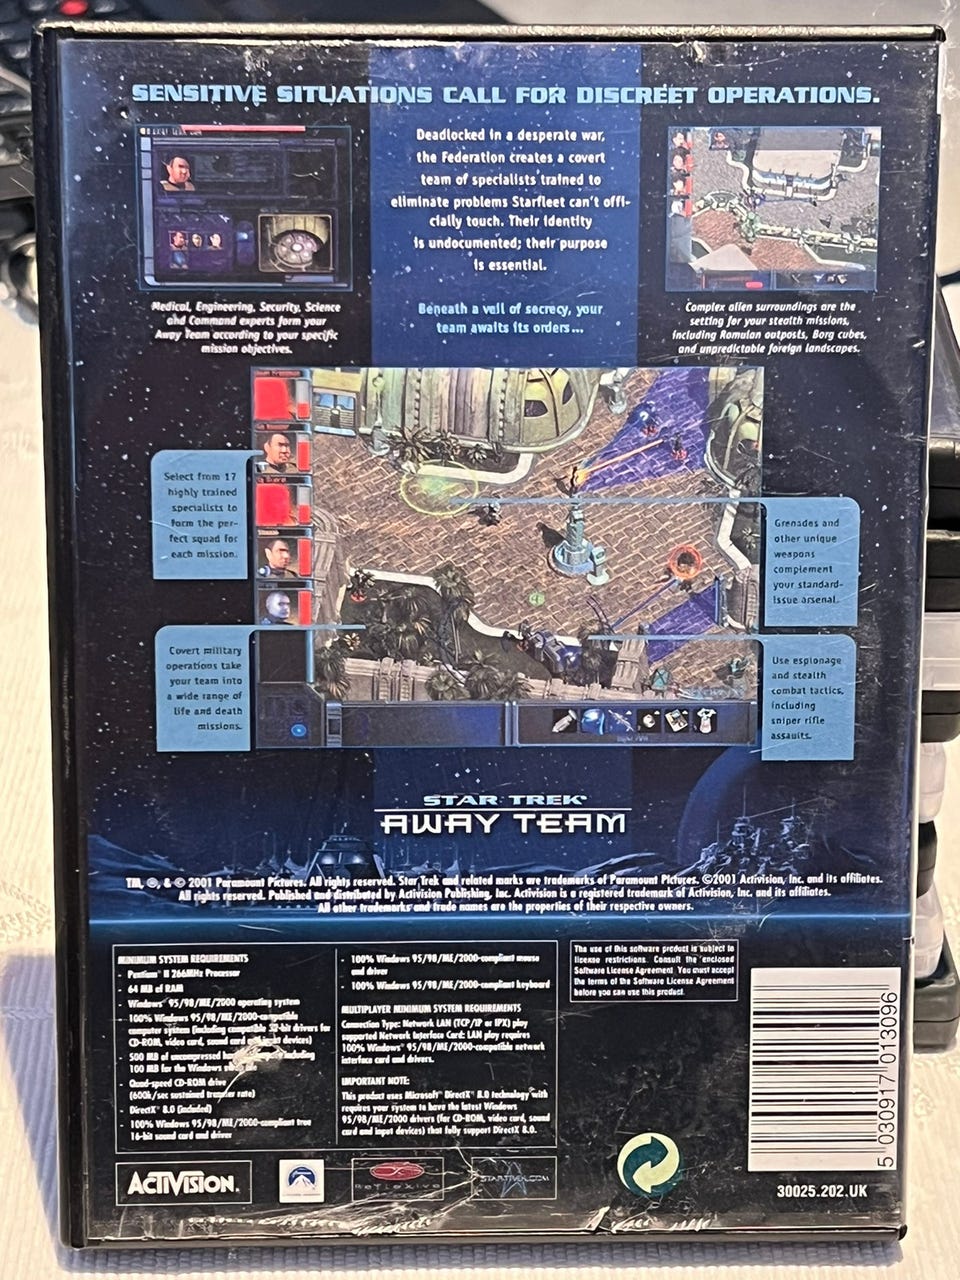 SENSITIVE SITUATIONS CALL FOR DISCREET OPERATIONS.
Deadlocked in a desperate war,
the Federation creates a covert
team of specialists trained to
eliminate problems Starfleet can't offi-
cially touch. Their identity
is undocumented; their purpose
is essential.
Beneath a veil of secrecy, your
team awaits its orders...
Medical, Engineering, Security, Science
and Command experts form your
Away Team according to your specific
mission objectives.
Complex alien surroundings are the
setting for your stealth missions,
including Romulan outposts, Borg cubes,
and unpredictable foreign landscapes.
Select from 17
highly trained
specialists to
form the per-
fect squad for
each mission.
Grenades and
other unique
weapons
complement
your standard-
issue arsenal.
Covert military
operations take
your team into
a wide range of
life and death
missions.
Use espionage
and stealth
combat tactics,
including
sniper rifle
assaults.
STAR TREK®
AWAY TEAM
TM, ®, & © 2001 Paramount Pictures. All rights reserved. Star Trek and related marks are trademarks of Paramount Pictures. ©2001 Activision, Inc. and its affiliates.
All rights reserved. Published and distributed by Activision Publishing, Inc. Activision is a registered trademark of Activision, Inc. and its affiliates.
All other trademarks and trade names are the properties of their respective owners.
MINIMUM SYSTEM REQUIREMENTS
- Pentium® II 266MHz Processor
- 64 MB of RAM
- Windows® 95/98/ME/2000 operating system
- 100% Windows 95/98/ME/2000-compatible
computer system (including compatible 32-bit drivers for
CD-ROM, video card, sound card and input devices)
- 500 MB of uncompressed hard including
100 MB for the Windows
- Quad-speed CD-ROM drive
(600k/sec sustained transfer rate)
- DirectX® 8.0 (included)
- 100% Windows 95/98/ME/2000-compliant true
16-bit sound card and driver
- 100% Windows 95/98/ME/2000-compliant mouse
and driver
- 100% Windows 95/98/ME/2000-compliant keyboard
MULTIPLAYER MINIMUM SYSTEM REQUIREMENTS
Connection Type: Network LAN (TCP/IP or IPX) play
supported Network Interface Card: LAN play requires
100% Windows® 95/98/ME/2000-compatible network
interface card and drivers.
IMPORTANT NOTE:
This product uses Microsoft® DirectX® 8.0 technology which
requires your system to have the latest Windows
95/98/ME/2000 drivers (for CD-ROM, video card, sound
card and input devices) that fully support DirectX 8.0.
The use of this software product is subject to
license restrictions. Consult the enclosed
Software License Agreement. You must accept
the terms of the Software License Agreement
before you can use this product.
5 030917 013096
30025.202.UK
ACTIVISION.
Reflexive
STARTREK.COM